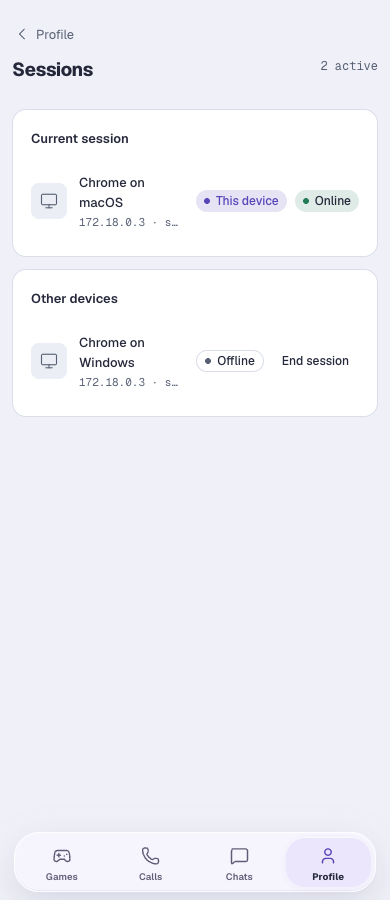 Profile
Sessions
2 active
Current session
Chrome on
macOS
172.18.0.3 · s…
This device
Online
Other devices
Chrome on
Windows
172.18.0.3 · s…
Offline
End session
Games
Calls
Chats
Profile